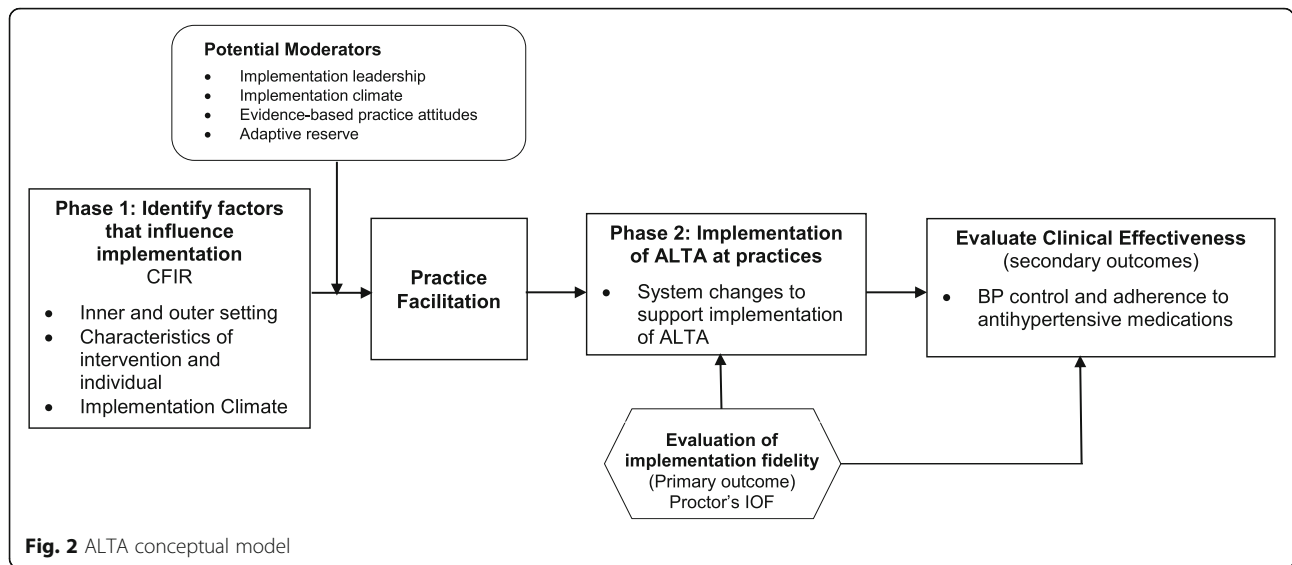 Potential Moderators
• Implementation leadership
• Implementation climate
• Evidence-based practice attitudes
• Adaptive reserve
Phase 1: Identify factors
that influence
implementation
CFIR
• Inner and outer setting
• Characteristics of
intervention and
individual
• Implementation Climate
Practice
Facilitation
Phase 2: Implementation
of ALTA at practices
• System changes to
support implementation
of ALTA
Evaluate Clinical Effectiveness
(secondary outcomes)
• BP control and adherence to
antihypertensive medications
Evaluation of
implementation fidelity
(Primary outcome)
Proctor's IOF
Fig. 2 ALTA conceptual model